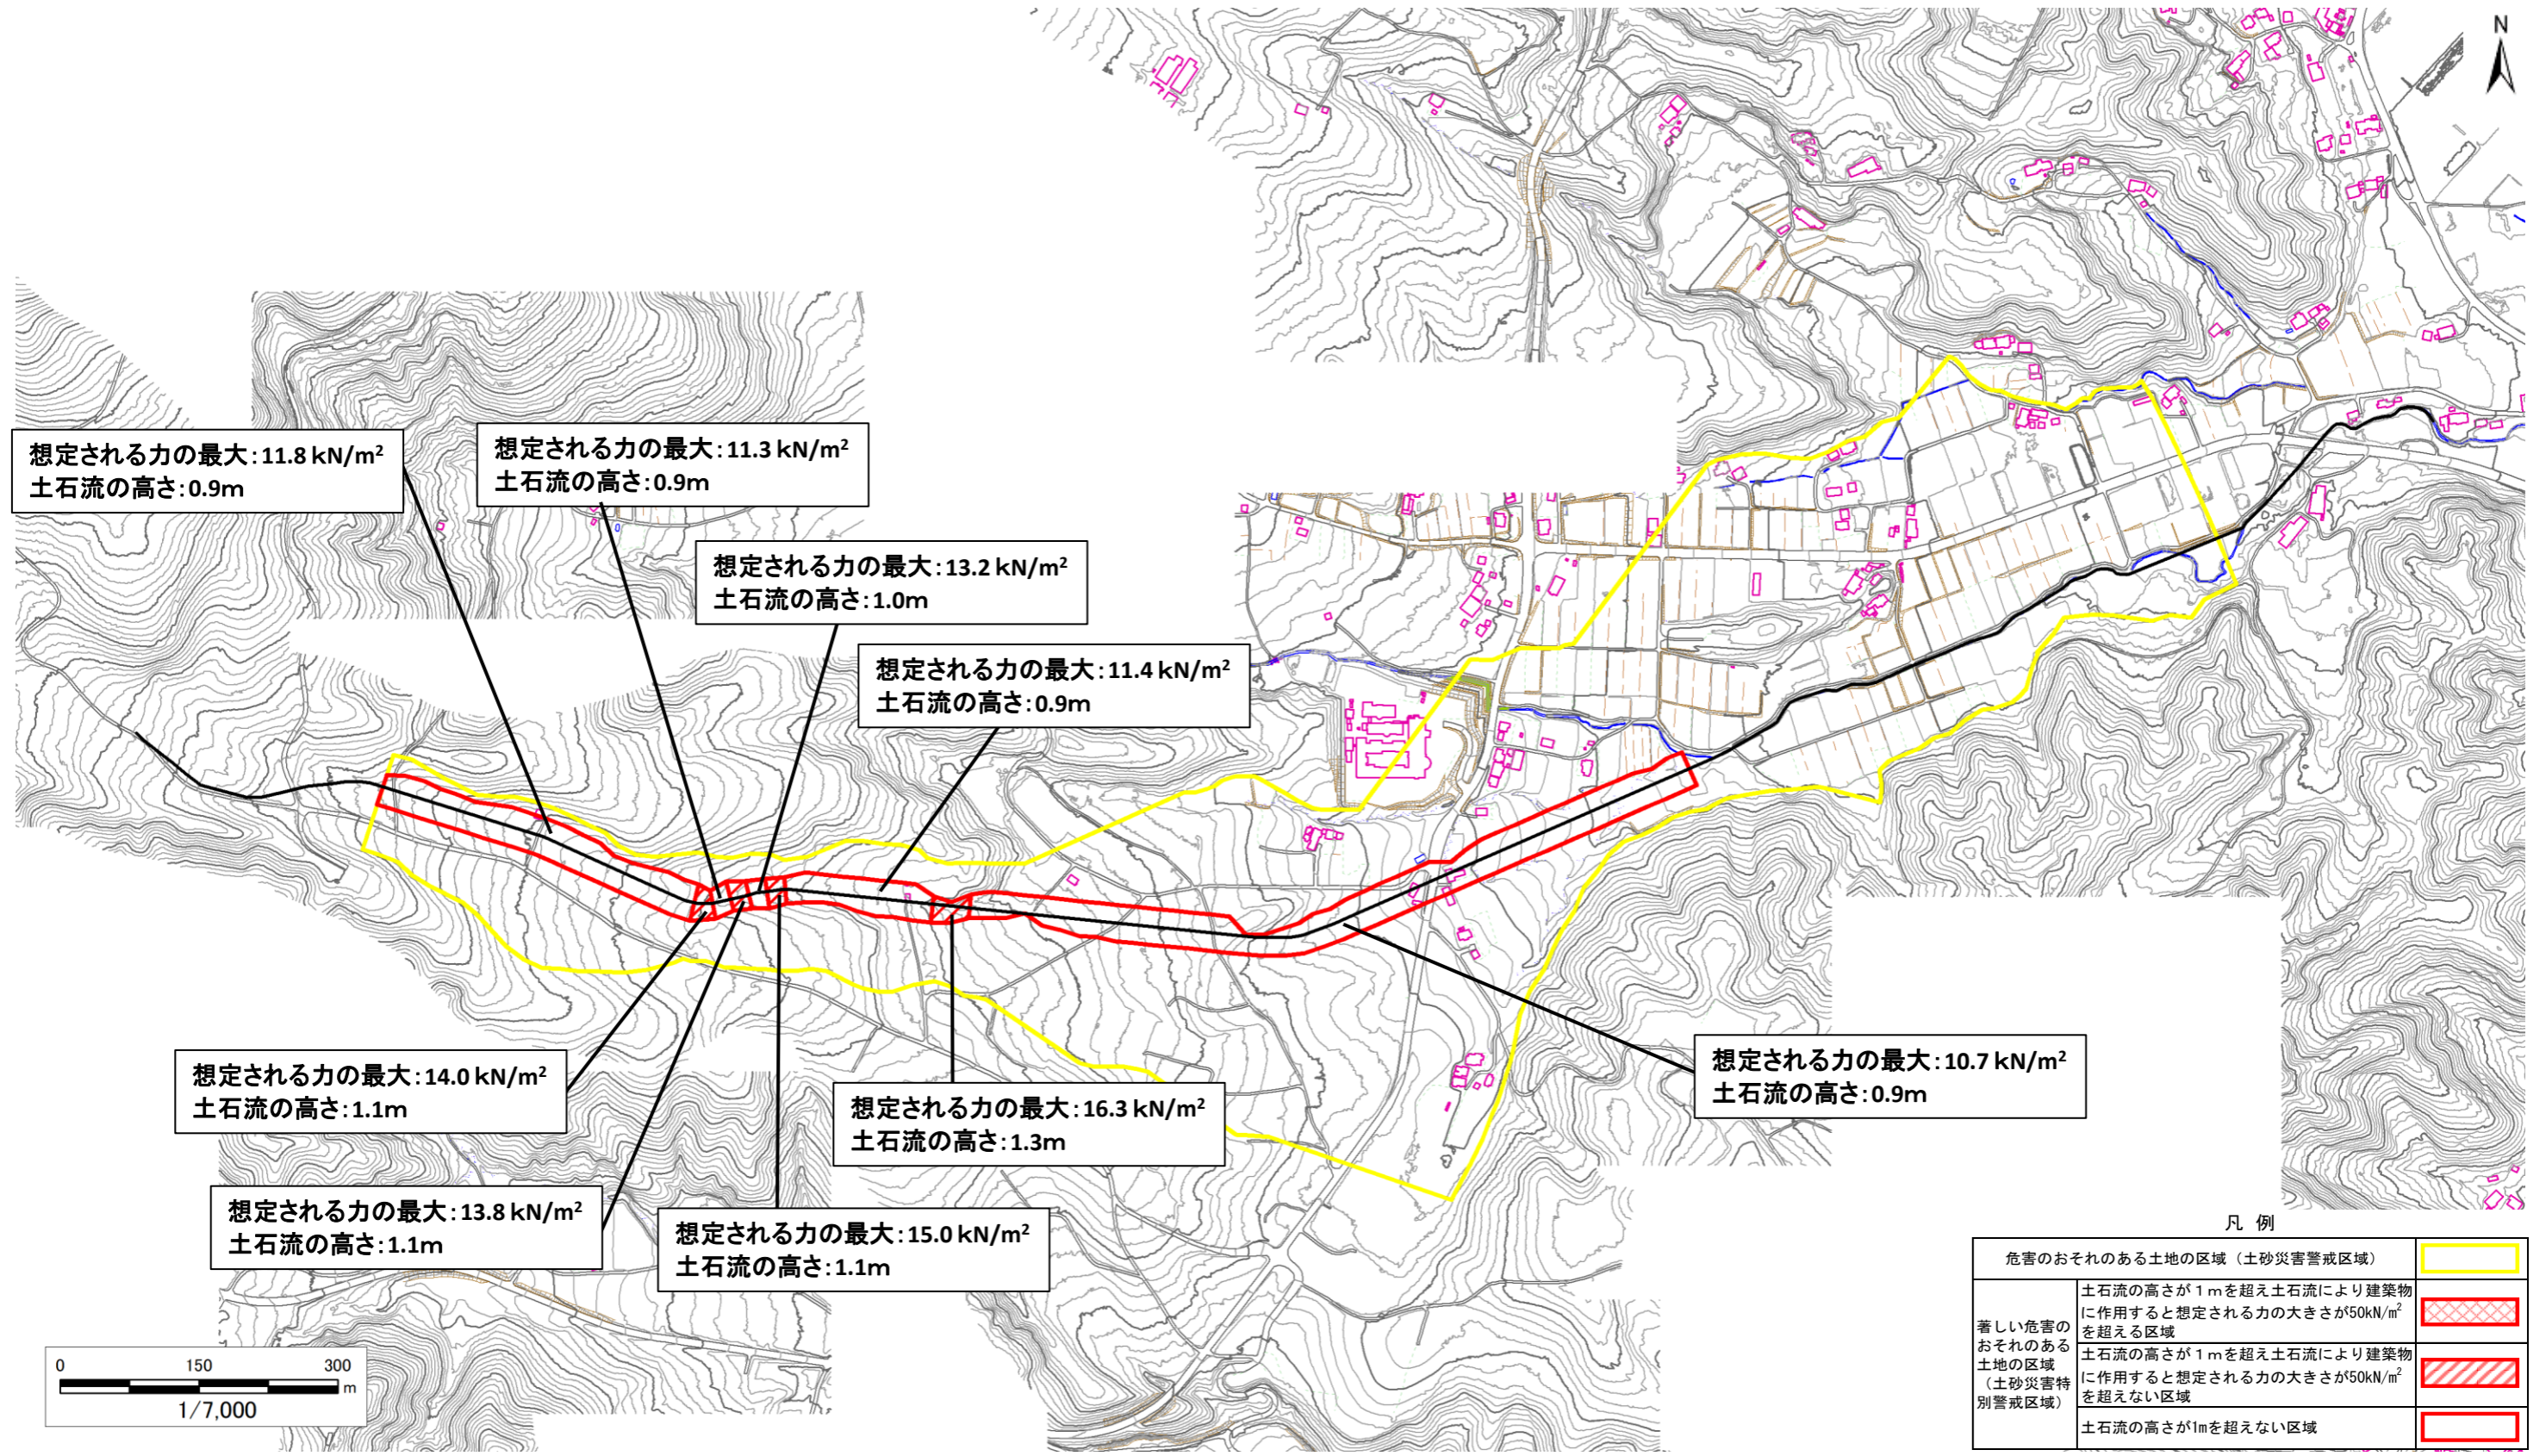 N
想定される力の最大:11.8 kN/m²
土石流の高さ:0.9m
想定される力の最大:11.3 kN/m²
土石流の高さ:0.9m
想定される力の最大:13.2 kN/m²
土石流の高さ:1.0m
想定される力の最大:11.4 kN/m²
土石流の高さ:0.9m
想定される力の最大:14.0 kN/m²
土石流の高さ:1.1m
想定される力の最大:16.3 kN/m²
土石流の高さ:1.3m
想定される力の最大:10.7 kN/m²
土石流の高さ:0.9m
想定される力の最大:13.8 kN/m²
土石流の高さ:1.1m
想定される力の最大:15.0 kN/m²
土石流の高さ:1.1m
0 150 300
m
1/7,000
凡 例
危害のおそれのある土地の区域（土砂災害警戒区域）
著しい危害の
おそれのある
土地の区域
（土砂災害特
別警戒区域）
土石流の高さが１ｍを超え土石流により建築物
に作用すると想定される力の大きさが50kN/㎡
を超える区域
土石流の高さが１ｍを超え土石流により建築物
に作用すると想定される力の大きさが50kN/㎡
を超えない区域
土石流の高さが1mを超えない区域